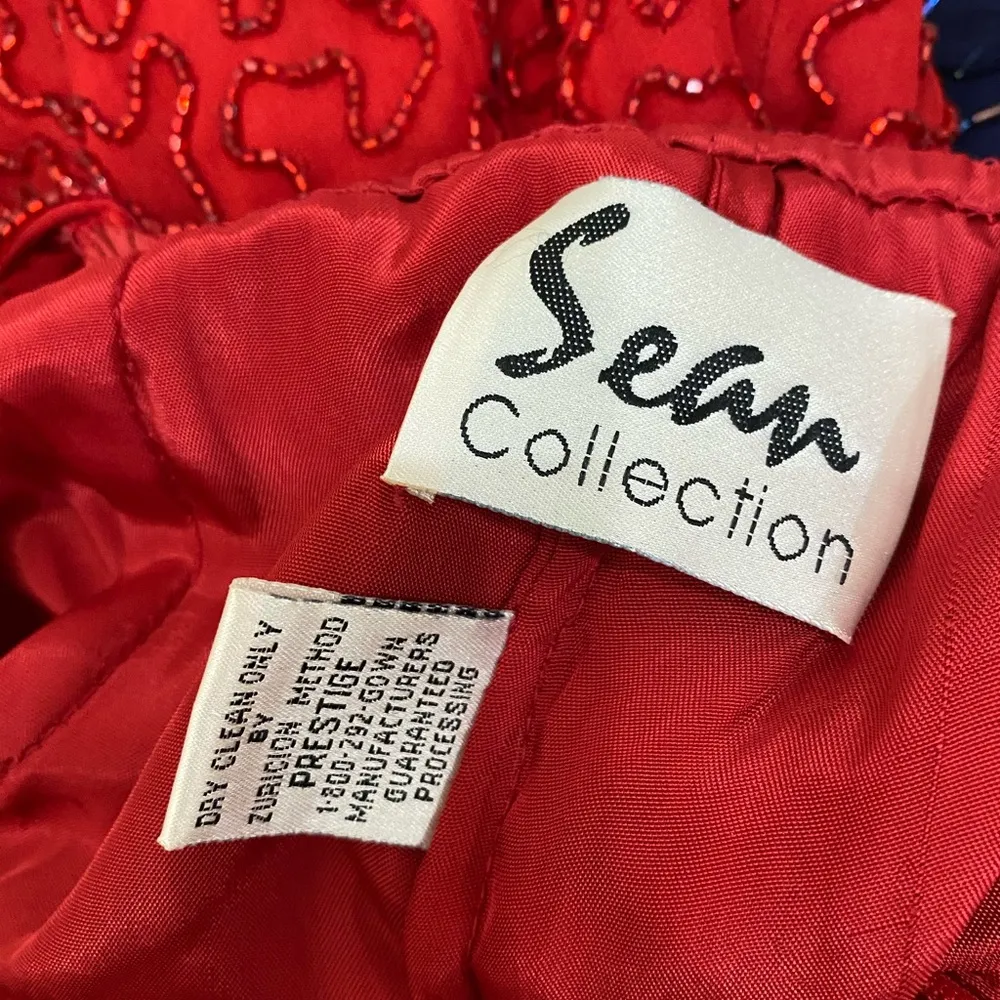 Sean
Collection
DRY CLEAN ONLY
BY
ZURICION METHOD
PRESTIGE
1-800-292-GOWN
MANUFACTURERS
GUARANTEED
PROCESSING